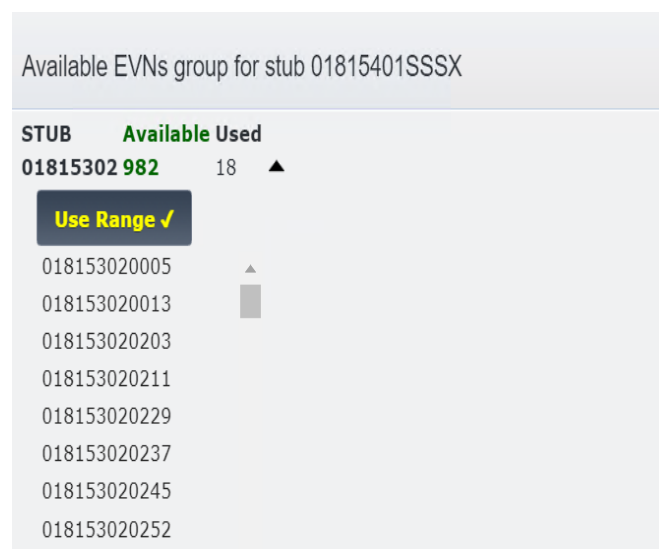 Available EVNs group for stub 01815401SSSX
STUB Available Used
01815302 982 18 ▲
Use Range ✓
018153020005
018153020013
018153020203
018153020211
018153020229
018153020237
018153020245
018153020252